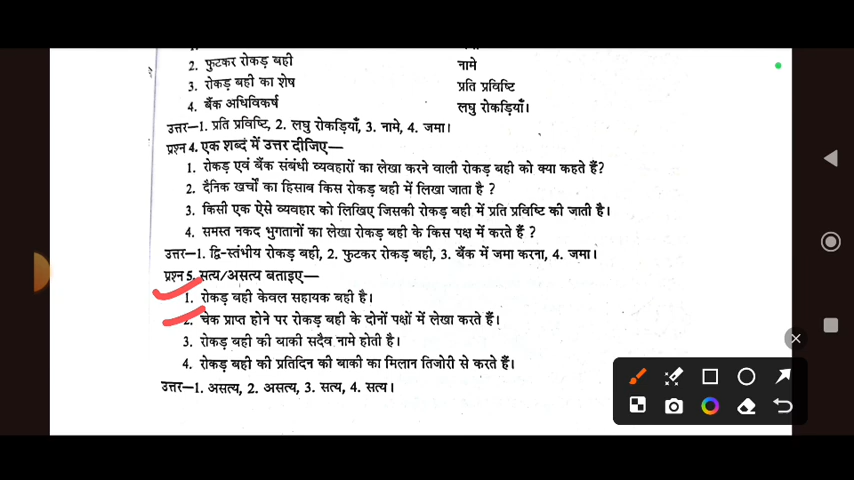 2. फुटकर रोकड़ बही नामे
3. रोकड़ बही का शेष प्रति प्रविष्टि
4. बैंक अधिविकर्ष लघु रोकड़ियाँ।
उत्तर—1. प्रति प्रविष्टि, 2. लघु रोकड़ियाँ, 3. नामे, 4. जमा।
प्रश्न 4. एक शब्द में उत्तर दीजिए—
1. रोकड़ एवं बैंक संबंधी व्यवहारों का लेखा करने वाली रोकड़ बही को क्या कहते हैं?
2. दैनिक खर्चों का हिसाब किस रोकड़ बही में लिखा जाता है ?
3. किसी एक ऐसे व्यवहार को लिखिए जिसकी रोकड़ बही में प्रति प्रविष्टि की जाती है।
4. समस्त नकद भुगतानों का लेखा रोकड़ बही के किस पक्ष में करते हैं ?
उत्तर—1. द्वि-स्तंभीय रोकड़ बही, 2. फुटकर रोकड़ बही, 3. बैंक में जमा करना, 4. जमा।
प्रश्न 5. सत्य/असत्य बताइए—
1. रोकड़ बही केवल सहायक बही है।
2. चेक प्राप्त होने पर रोकड़ बही के दोनों पक्षों में लेखा करते हैं।
3. रोकड़ बही की बाकी सदैव नामे होती है।
4. रोकड़ बही की प्रतिदिन की बाकी का मिलान तिजोरी से करते हैं।
उत्तर—1. असत्य, 2. असत्य, 3. सत्य, 4. सत्य।